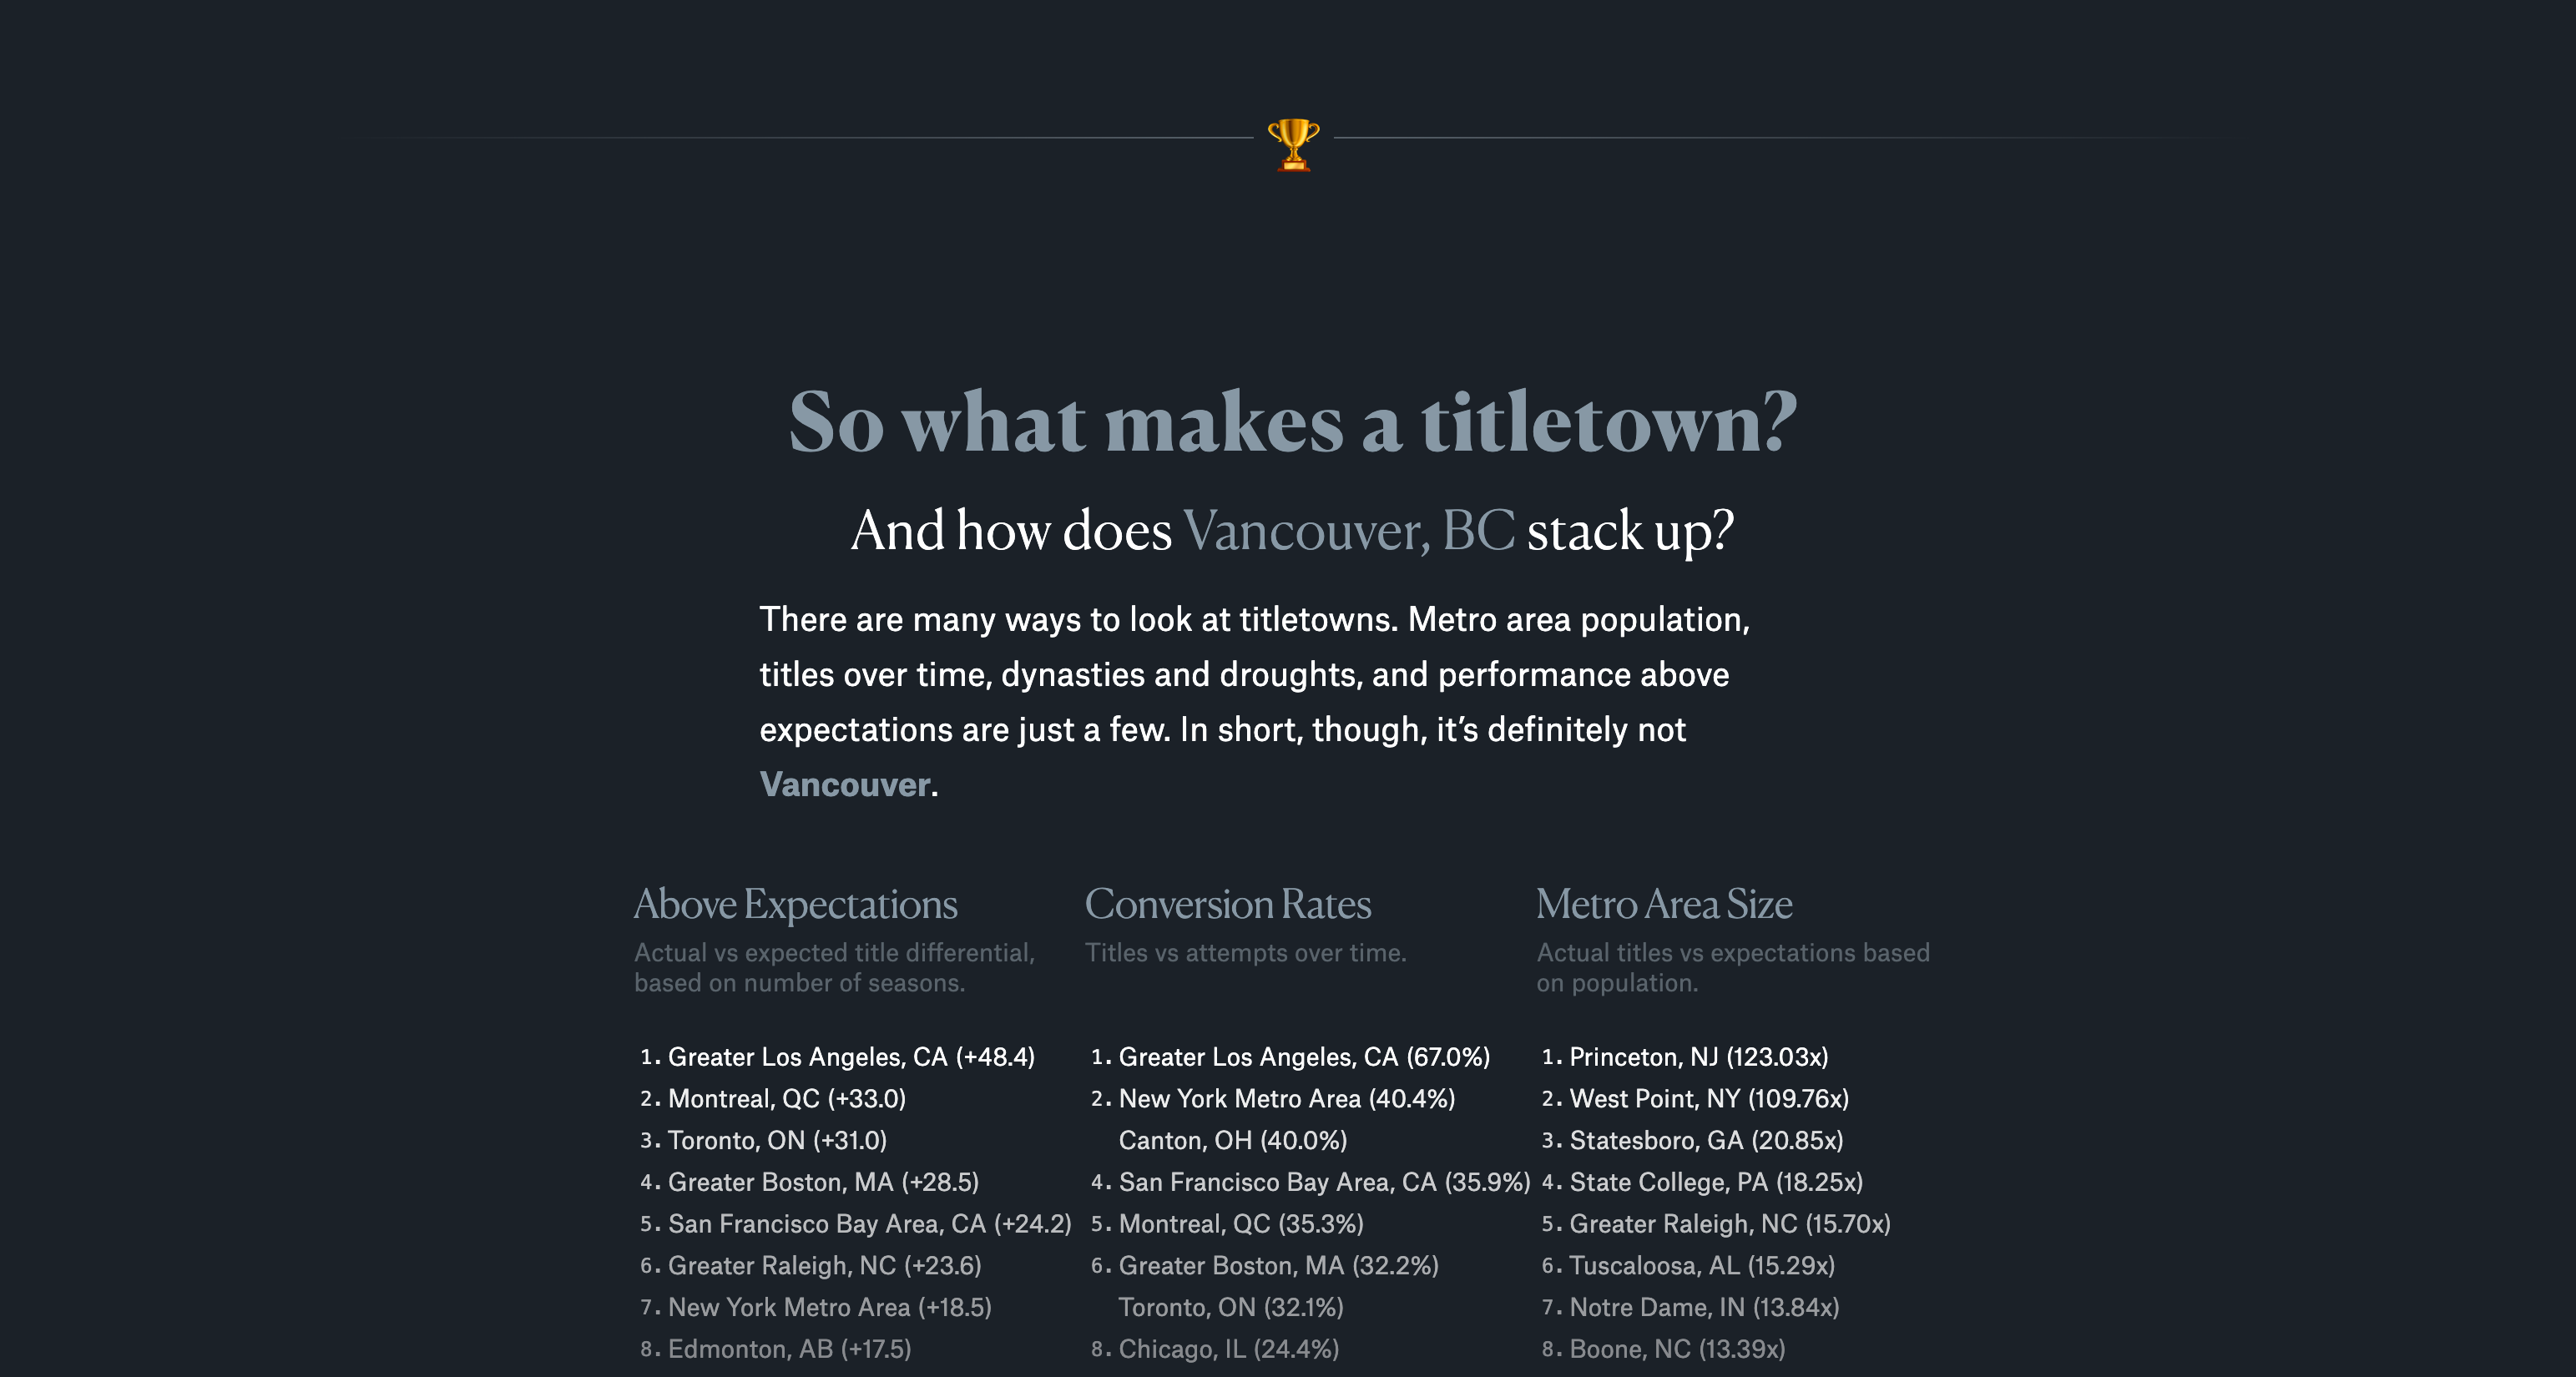 So what makes a titletown?
And how does Vancouver, BC stack up?
There are many ways to look at titletowns. Metro area population,
titles over time, dynasties and droughts, and performance above
expectations are just a few. In short, though, it’s definitely not
Vancouver.
Above Expectations
Actual vs expected title differential,
based on number of seasons.
1. Greater Los Angeles, CA (+48.4)
2. Montreal, QC (+33.0)
3. Toronto, ON (+31.0)
4. Greater Boston, MA (+28.5)
5. San Francisco Bay Area, CA (+24.2)
6. Greater Raleigh, NC (+23.6)
7. New York Metro Area (+18.5)
8. Edmonton, AB (+17.5)
Conversion Rates
Titles vs attempts over time.
1. Greater Los Angeles, CA (67.0%)
2. New York Metro Area (40.4%)
Canton, OH (40.0%)
4. San Francisco Bay Area, CA (35.9%)
5. Montreal, QC (35.3%)
6. Greater Boston, MA (32.2%)
Toronto, ON (32.1%)
8. Chicago, IL (24.4%)
Metro Area Size
Actual titles vs expectations based
on population.
1. Princeton, NJ (123.03x)
2. West Point, NY (109.76x)
3. Statesboro, GA (20.85x)
4. State College, PA (18.25x)
5. Greater Raleigh, NC (15.70x)
6. Tuscaloosa, AL (15.29x)
7. Notre Dame, IN (13.84x)
8. Boone, NC (13.39x)